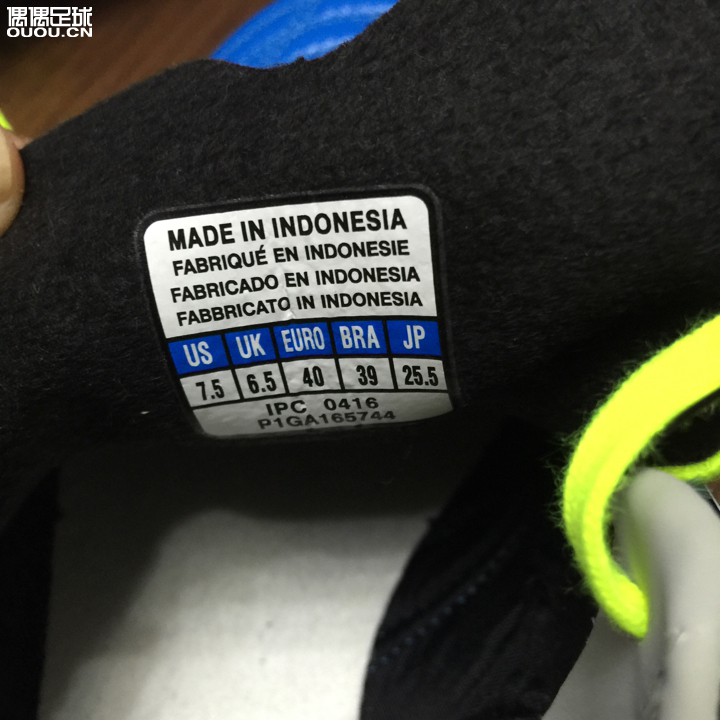 偶偶足球
OUOU.CN
MADE IN INDONESIA
FABRIQUÉ EN INDONESIE
FABRICADO EN INDONESIA
FABBRICATO IN INDONESIA
US UK EURO BRA JP
7.5 6.5 40 39 25.5
IPC 0416
P1GA165744